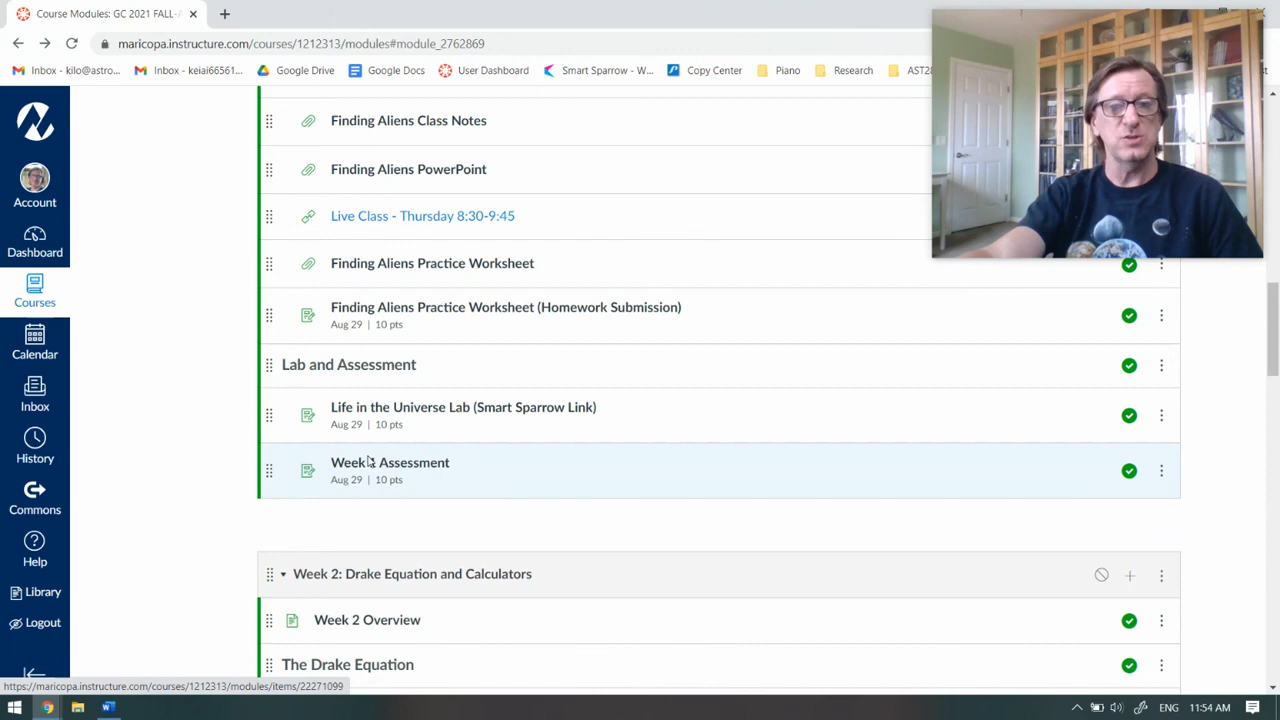 Course Modules: GC 2021 FALL-
maricopa.instructure.com/courses/1212313/modules#module_2762869
Inbox - kilo@astro...
Inbox - keiai66561...
Google Drive
Google Docs
User Dashboard
Smart Sparrow - W...
Copy Center
Piano
Research
AST28
Account
Dashboard
Courses
Calendar
Inbox
History
Commons
Help
Library
Logout
Finding Aliens Class Notes
Finding Aliens PowerPoint
Live Class - Thursday 8:30-9:45
Finding Aliens Practice Worksheet
Finding Aliens Practice Worksheet (Homework Submission)
Aug 29 | 10 pts
Lab and Assessment
Life in the Universe Lab (Smart Sparrow Link)
Aug 29 | 10 pts
Week Assessment
Aug 29 | 10 pts
Week 2: Drake Equation and Calculators
Week 2 Overview
The Drake Equation
https://maricopa.instructure.com/courses/1212313/modules/items/22271099
ENG
11:54 AM